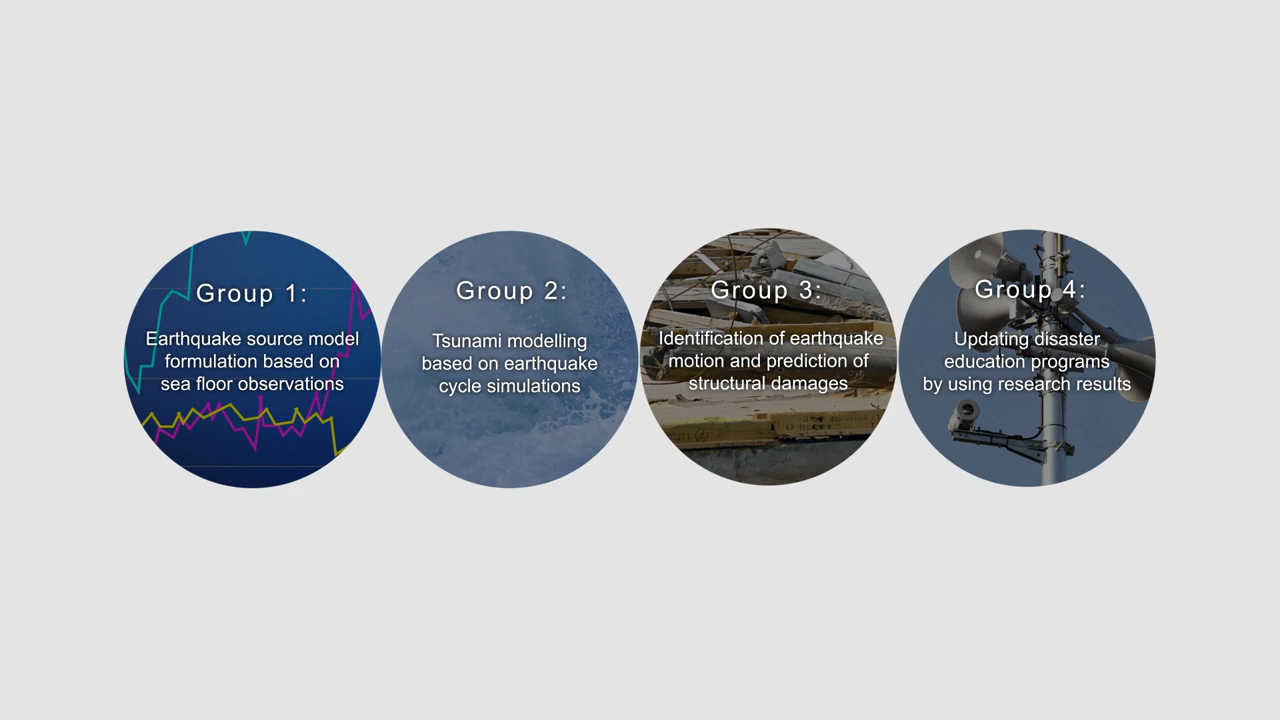 Group 1:
Earthquake source model
formulation based on
sea floor observations
Group 2:
Tsunami modelling
based on earthquake
cycle simulations
Group 3:
Identification of earthquake
motion and prediction of
structural damages
Group 4:
Updating disaster
education programs
by using research results